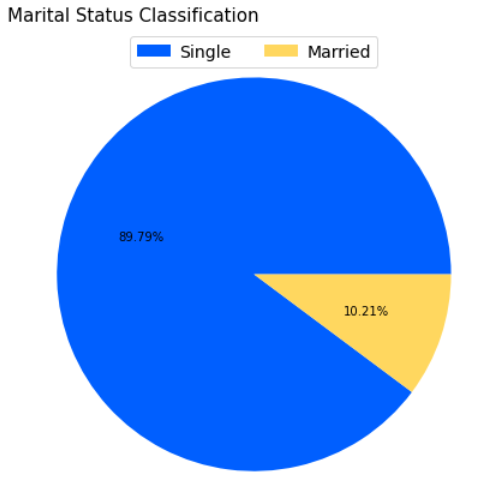 Marital Status Classification
Single Married
89.79%
10.21%